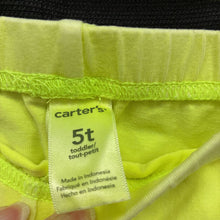 carter's
5t
toddler/
tout-petit
Made in Indonesia
Fabriqué en Indonésie
Hecho en Indonesia